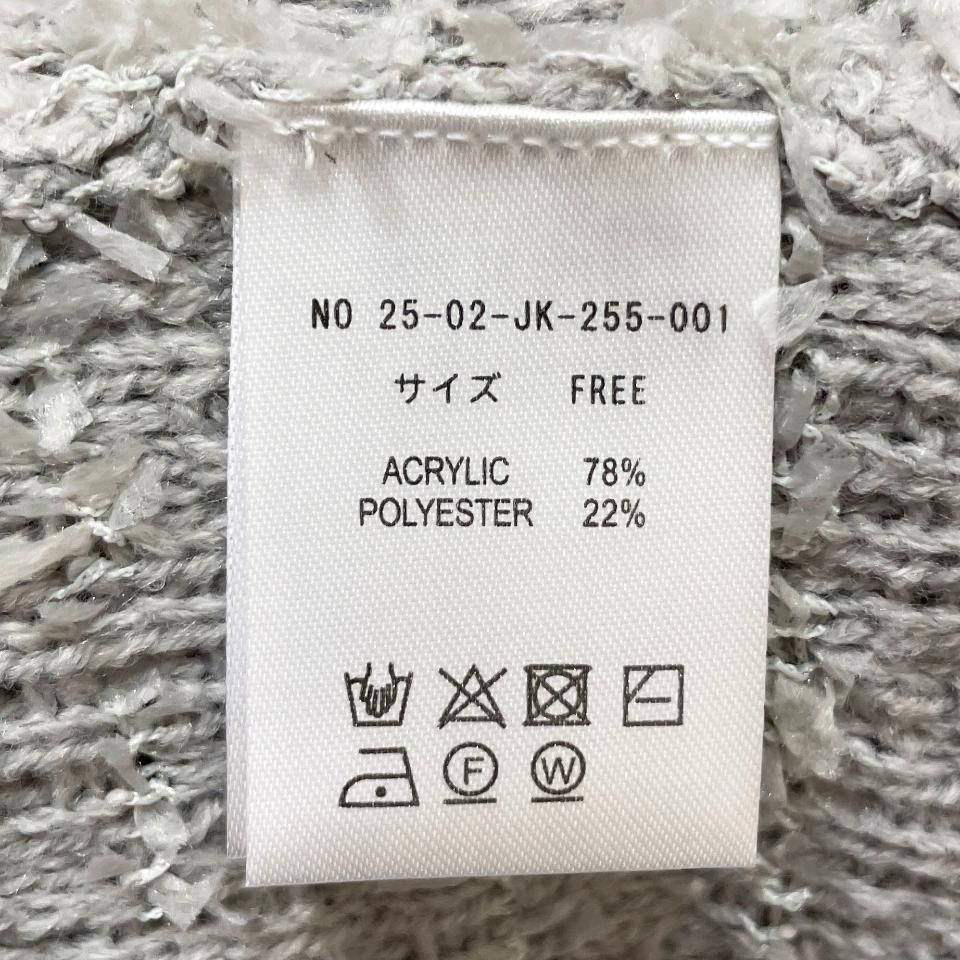 NO 25-02-JK-255-001
サイズ FREE
ACRYLIC 78%
POLYESTER 22%
F W